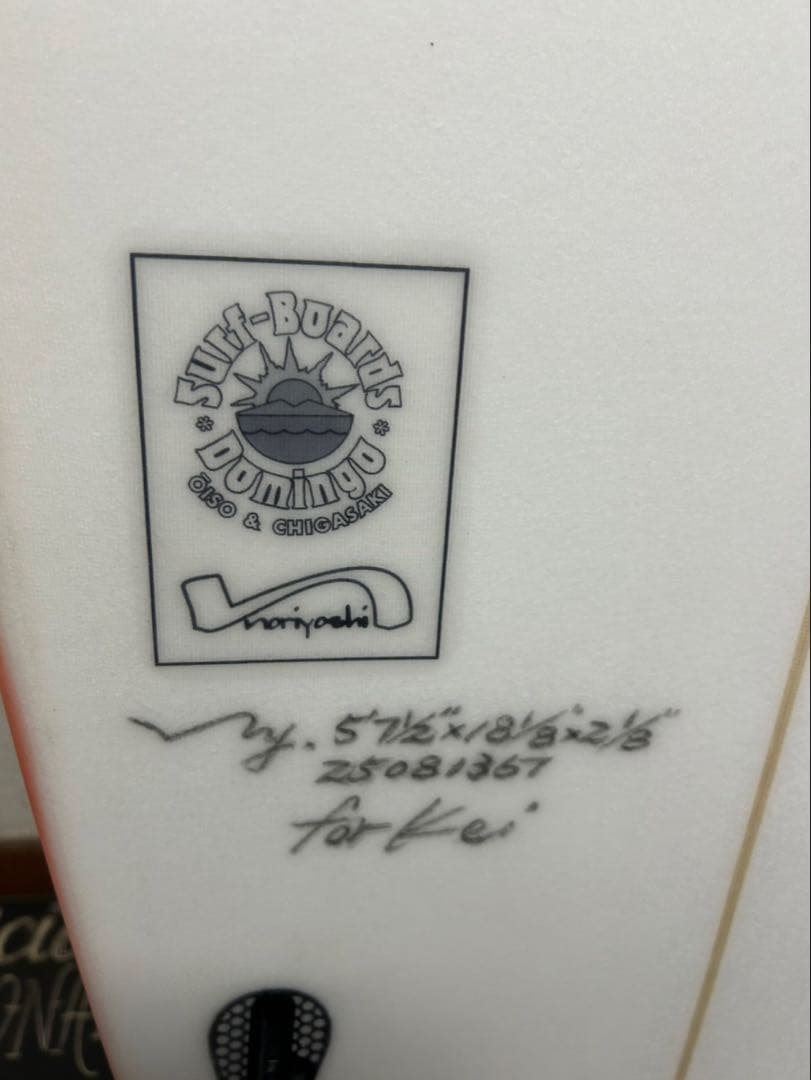 Surf-Boards
* Domingo *
ŌISO & CHIGASAKI
noriyoshi
5'7½" x 18⅛" x 2⅛"
25081367
for Kei